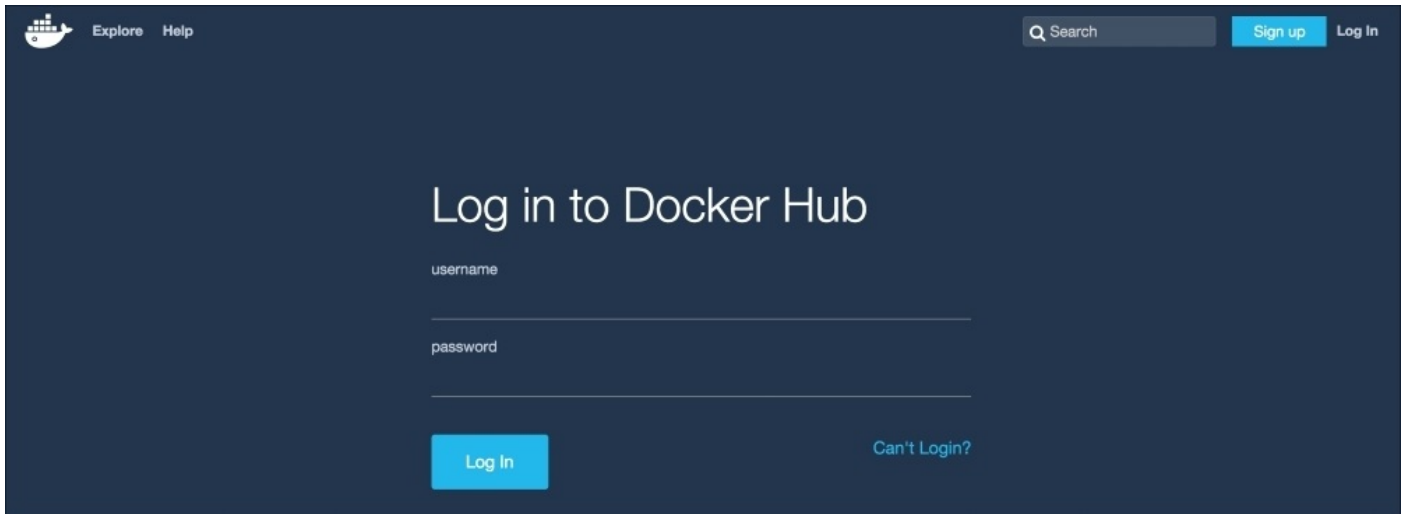 Explore Help Search Sign up Log In
Log in to Docker Hub
username
password
Log In Can't Login?